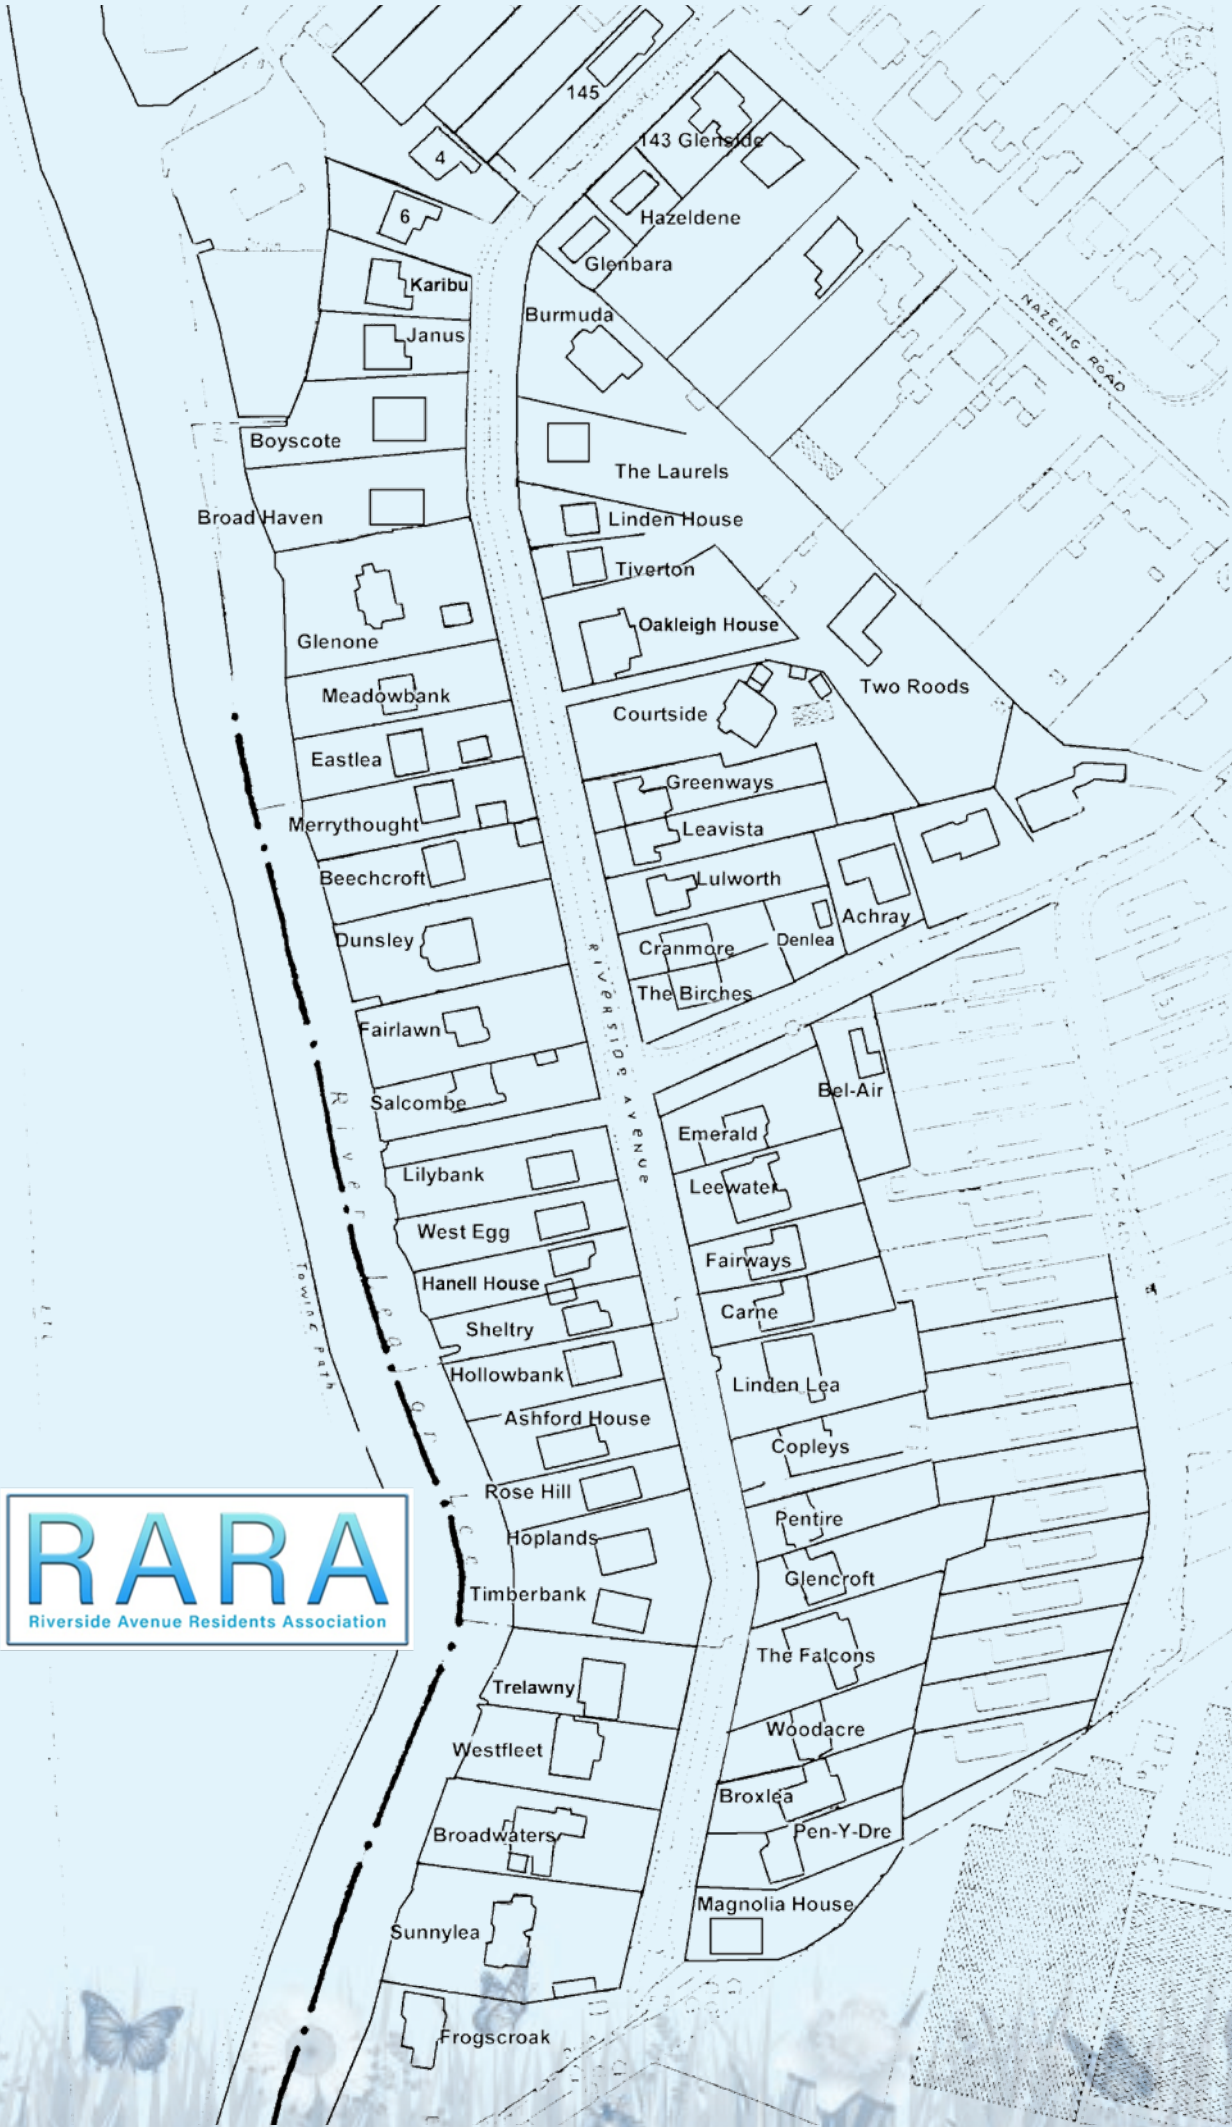 145
143 Glenside
4
Hazeldene
6
Glenbara
Karibu
Burmuda
NAZEING ROAD
Janus
Boyscote
The Laurels
Broad Haven
Linden House
Tiverton
Oakleigh House
Glenone
Meadowbank
Two Roods
Courtside
Eastlea
Greenways
Merrythought
Leavista
Beechcroft
Lulworth
Achray
Dunsley
Cranmore
Denlea
The Birches
RIVERSIDE AVENUE
Fairlawn
Bel-Air
Salcombe
Emerald
Lilybank
Leewater
West Egg
Fairways
Hanell House
Carne
Sheltry
Towing Path
Hollowbank
Linden Lea
Ashford House
Copleys
Rose Hill
Pentire
Hoplands
Glencroft
Timberbank
RARA
Riverside Avenue Residents Association
The Falcons
Trelawny
Woodacre
Westfleet
Broxlea
Broadwaters
Pen-Y-Dre
Magnolia House
Sunnylea
Frogscroak
River Lee